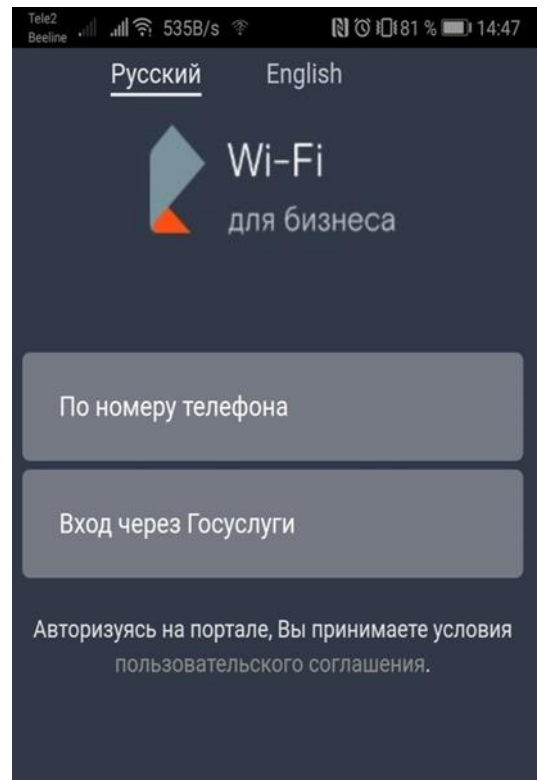 Tele2
Beeline
535B/s 81 % 14:47
Русский English
Wi-Fi
для бизнеса
По номеру телефона
Вход через Госуслуги
Авторизуясь на портале, Вы принимаете условия
пользовательского соглашения.